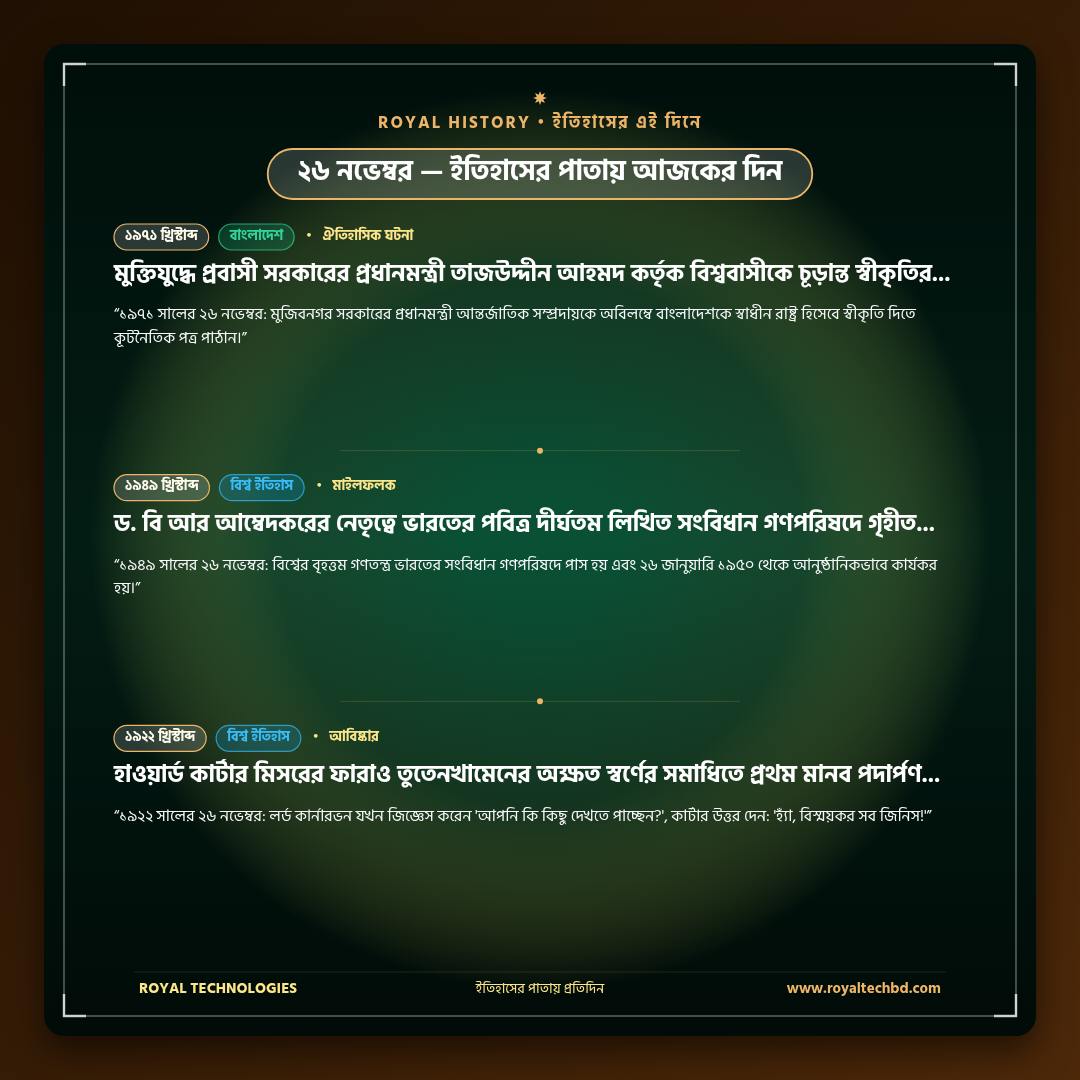 ROYAL HISTORY • ইতিহাসের এই দিনে
২৬ নভেম্বর — ইতিহাসের পাতায় আজকের দিন
১৯৭১ খ্রিস্টাব্দ বাংলাদেশ • ঐতিহাসিক ঘটনা
মুক্তিযুদ্ধে প্রবাসী সরকারের প্রধানমন্ত্রী তাজউদ্দীন আহমদ কর্তৃক বিশ্ববাসীকে চূড়ান্ত স্বীকৃতির...
“১৯৭১ সালের ২৬ নভেম্বর: মুজিবনগর সরকারের প্রধানমন্ত্রী আন্তর্জাতিক সম্প্রদায়কে অবিলম্বে বাংলাদেশকে স্বাধীন রাষ্ট্র হিসেবে স্বীকৃতি দিতে
কূটনৈতিক পত্র পাঠান।”
১৯৪৯ খ্রিস্টাব্দ বিশ্ব ইতিহাস • মাইলফলক
ড. বি আর আম্বেদকরের নেতৃত্বে ভারতের পবিত্র দীর্ঘতম লিখিত সংবিধান গণপরিষদে গৃহীত...
“১৯৪৯ সালের ২৬ নভেম্বর: বিশ্বের বৃহত্তম গণতন্ত্র ভারতের সংবিধান গণপরিষদে পাস হয় এবং ২৬ জানুয়ারি ১৯৫০ থেকে আনুষ্ঠানিকভাবে কার্যকর
হয়।”
১৯২২ খ্রিস্টাব্দ বিশ্ব ইতিহাস • আবিষ্কার
হাওয়ার্ড কার্টার মিসরের ফারাও তুতেনখামেনের অক্ষত স্বর্ণের সমাধিতে প্রথম মানব পদার্পণ...
“১৯২২ সালের ২৬ নভেম্বর: লর্ড কার্নারভন যখন জিজ্ঞেস করেন 'আপনি কি কিছু দেখতে পাচ্ছেন?', কার্টার উত্তর দেন: 'হ্যাঁ, বিস্ময়কর সব জিনিস!'”
ROYAL TECHNOLOGIES ইতিহাসের পাতায় প্রতিদিন www.royaltechbd.com